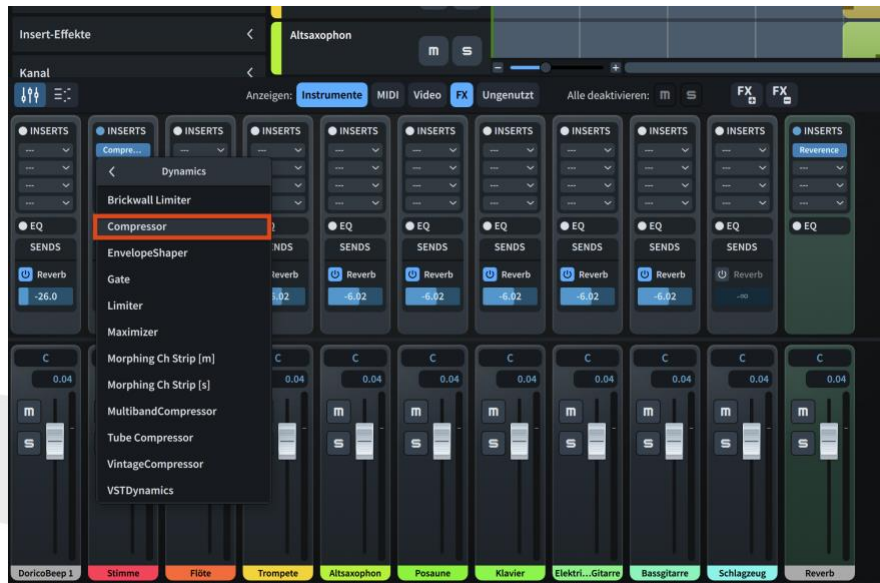 Insert-Effekte
Altsaxophon
m S
Kanal
Anzeigen: Instrumente MIDI Video FX Ungenutzt Alle deaktivieren: m S FX FX
INSERTS INSERTS INSERTS INSERTS INSERTS INSERTS INSERTS INSERTS INSERTS INSERTS INSERTS
--- Compre... --- --- --- --- --- --- --- --- Reverence
Dynamics
Brickwall Limiter
Compressor
EnvelopeShaper
Gate
Limiter
Maximizer
Morphing Ch Strip [m]
Morphing Ch Strip [s]
MultibandCompressor
Tube Compressor
VintageCompressor
VSTDynamics
EQ EQ EQ EQ EQ EQ EQ EQ EQ
SENDS SENDS SENDS SENDS SENDS SENDS SENDS
Reverb Reverb Reverb Reverb Reverb Reverb Reverb
-26.0 -6.02 -6.02 -6.02 -6.02 -6.02 -∞
C C C C C C C C C
0.04 0.04 0.04 0.04 0.04 0.04 0.04 0.04 0.04
m m m m m m m m
S S S S S S S S
DoricoBeep 1 Stimme Flöte Trompete Altsaxophon Posaune Klavier Elektri...Gitarre Bassgitarre Schlagzeug Reverb